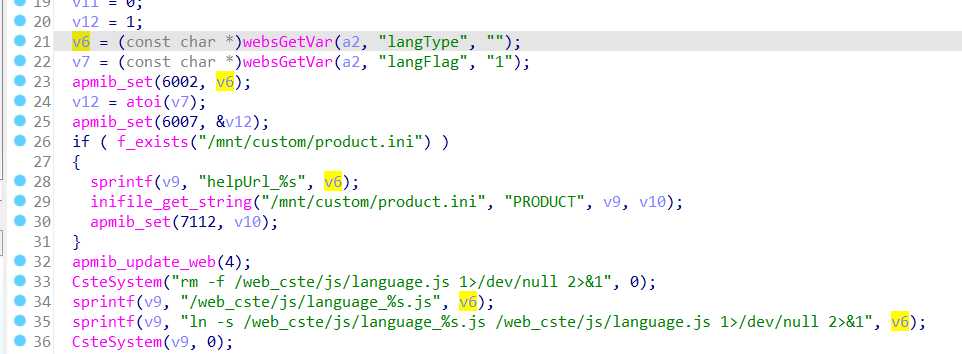 19 v11 = 0;
20 v12 = 1;
21 v6 = (const char *)websGetVar(a2, "langType", "");
22 v7 = (const char *)websGetVar(a2, "langFlag", "1");
23 apmib_set(6002, v6);
24 v12 = atoi(v7);
25 apmib_set(6007, &v12);
26 if ( f_exists("/mnt/custom/product.ini") )
27 {
28 sprintf(v9, "helpUrl_%s", v6);
29 inifile_get_string("/mnt/custom/product.ini", "PRODUCT", v9, v10);
30 apmib_set(7112, v10);
31 }
32 apmib_update_web(4);
33 CsteSystem("rm -f /web_cste/js/language.js 1>/dev/null 2>&1", 0);
34 sprintf(v9, "/web_cste/js/language_%s.js", v6);
35 sprintf(v9, "ln -s /web_cste/js/language_%s.js /web_cste/js/language.js 1>/dev/null 2>&1", v6);
36 CsteSystem(v9, 0);